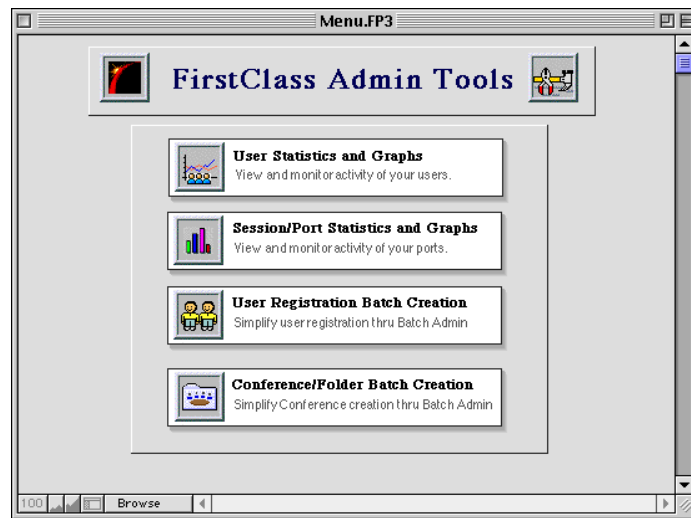 Menu.FP3
FirstClass Admin Tools
User Statistics and Graphs
View and monitor activity of your users.
Session/Port Statistics and Graphs
View and monitor activity of your ports.
User Registration Batch Creation
Simplify user registration thru Batch Admin
Conference/Folder Batch Creation
Simplify Conference creation thru Batch Admin
100 Browse